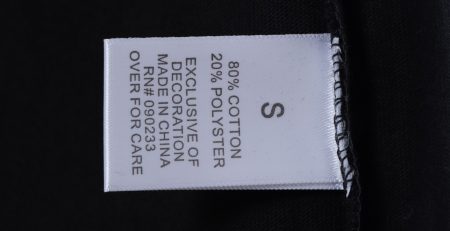 S
80% COTTON
20% POLYSTER
EXCLUSIVE OF
DECORATION
MADE IN CHINA
RN# 090233
OVER FOR CARE